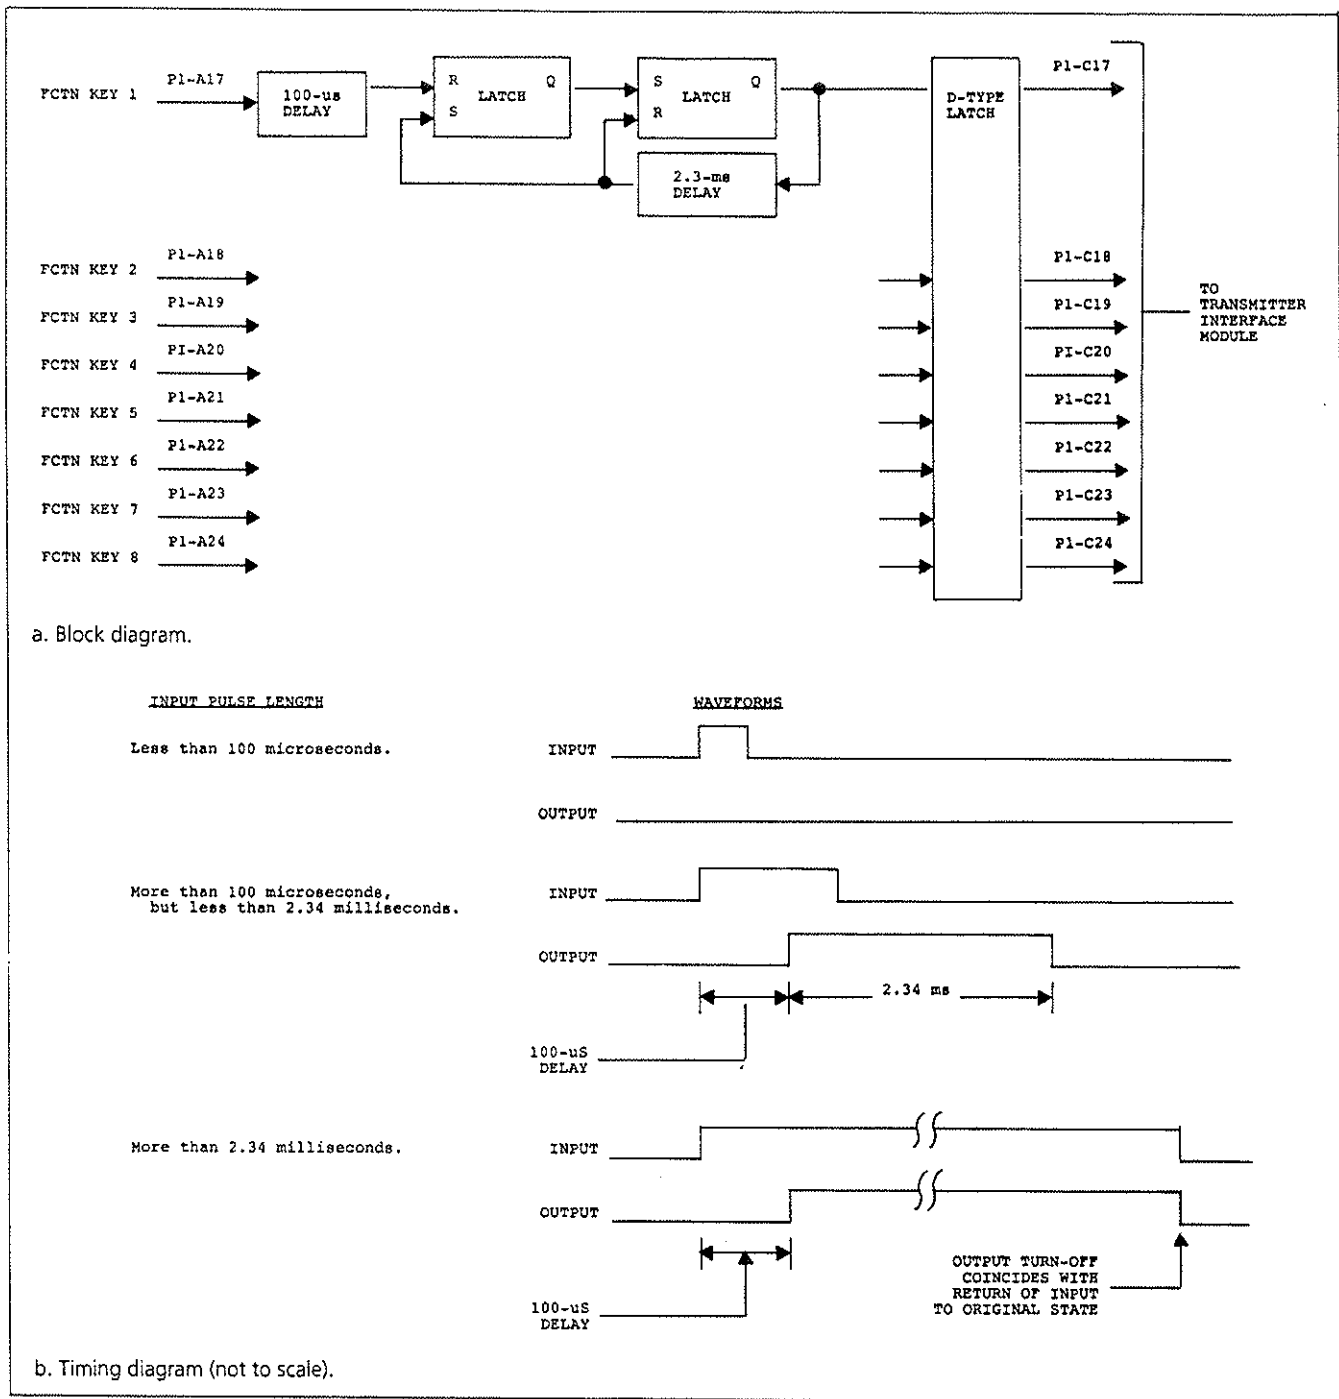 FCTN KEY 1
P1-A17
100-us
DELAY
R Q
LATCH
S
S Q
LATCH
R
2.3-ms
DELAY
D-TYPE
LATCH
P1-C17
FCTN KEY 2
P1-A18
P1-C18
FCTN KEY 3
P1-A19
P1-C19
FCTN KEY 4
PI-A20
PI-C20
FCTN KEY 5
P1-A21
P1-C21
FCTN KEY 6
P1-A22
P1-C22
FCTN KEY 7
P1-A23
P1-C23
FCTN KEY 8
P1-A24
P1-C24
TO
TRANSMITTER
INTERFACE
MODULE
a. Block diagram.
INPUT PULSE LENGTH
WAVEFORMS
Less than 100 microseconds.
INPUT
OUTPUT
More than 100 microseconds,
but less than 2.34 milliseconds.
INPUT
OUTPUT
2.34 ms
100-uS
DELAY
More than 2.34 milliseconds.
INPUT
OUTPUT
100-uS
DELAY
OUTPUT TURN-OFF
COINCIDES WITH
RETURN OF INPUT
TO ORIGINAL STATE
b. Timing diagram (not to scale).